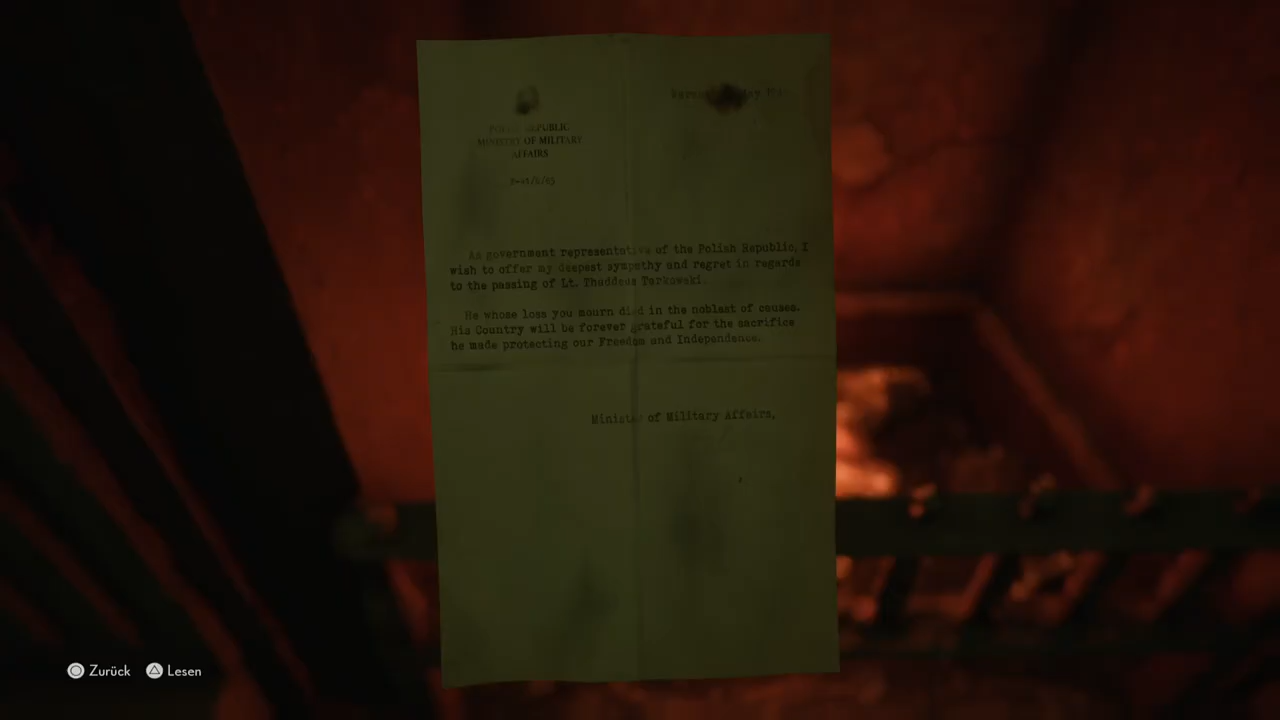 REPUBLIC
MINISTRY OF MILITARY
AFFAIRS
As government representative of the Polish Republic, I
wish to offer my deepest sympathy and regret in regards
to the passing of Lt. Thaddeus Tarkowski.
He whose loss you mourn died in the noblest of causes.
His Country will be forever grateful for the sacrifice
he made protecting our Freedom and Independence.
Minister of Military Affairs,
Zurück
Lesen